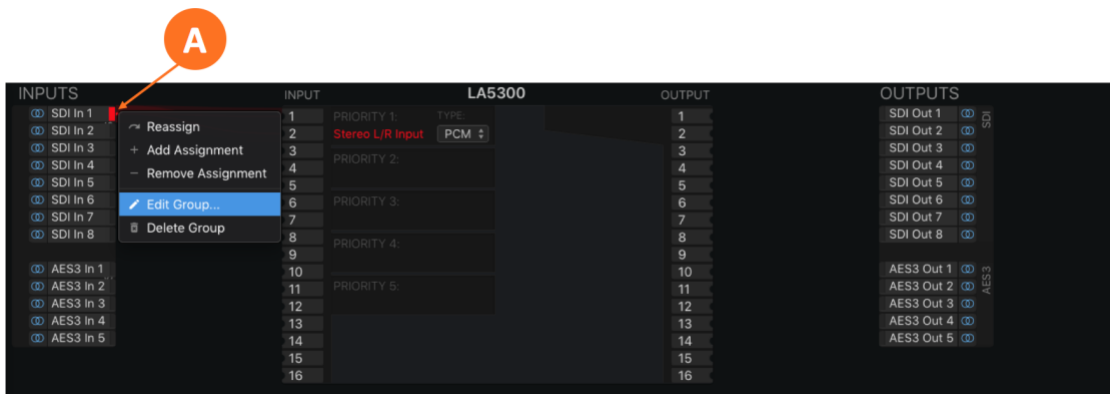 A
INPUTS
INPUT
LA5300
OUTPUT
OUTPUTS
SDI In 1
SDI In 2
SDI In 3
SDI In 4
SDI In 5
SDI In 6
SDI In 7
SDI In 8
AES3 In 1
AES3 In 2
AES3 In 3
AES3 In 4
AES3 In 5
Reassign
+ Add Assignment
− Remove Assignment
Edit Group...
Delete Group
1
2
3
4
5
6
7
8
9
10
11
12
13
14
15
16
PRIORITY 1: TYPE:
Stereo L/R Input PCM
PRIORITY 2:
PRIORITY 3:
PRIORITY 4:
PRIORITY 5:
1
2
3
4
5
6
7
8
9
10
11
12
13
14
15
16
SDI Out 1
SDI Out 2
SDI Out 3
SDI Out 4
SDI Out 5
SDI Out 6
SDI Out 7
SDI Out 8
SDI
AES3 Out 1
AES3 Out 2
AES3 Out 3
AES3 Out 4
AES3 Out 5
AES3